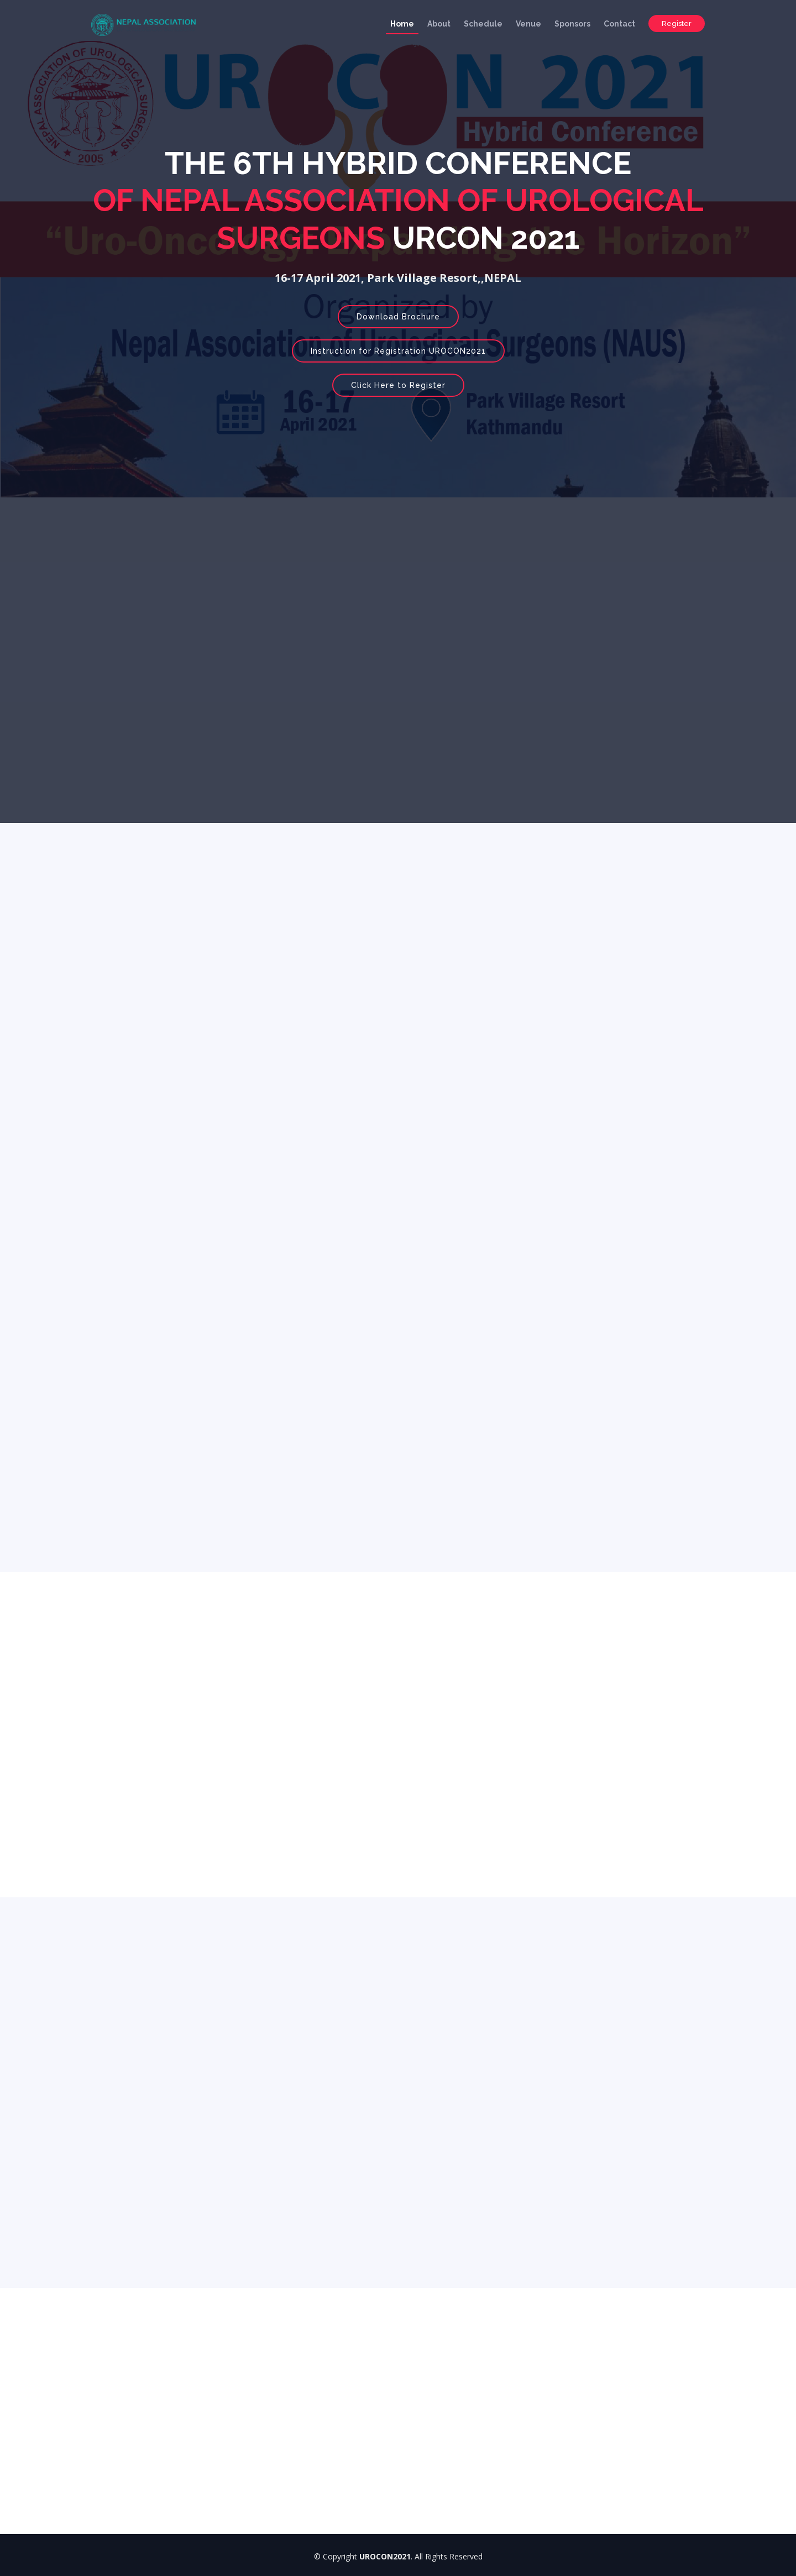 NEPAL ASSOCIATION
Home About Schedule Venue Sponsors Contact Register
NEPAL ASSOCIATION OF UROLOGICAL SURGEONS
2005
UROCON 2021
Hybrid Conference
THE 6TH HYBRID CONFERENCE
OF NEPAL ASSOCIATION OF UROLOGICAL
SURGEONS URCON 2021
“Uro-Oncology: Expanding the Horizon”
16-17 April 2021, Park Village Resort,,NEPAL
Organized by
Download Brochure
Nepal Association of Urological Surgeons (NAUS)
Instruction for Registration UROCON2021
Click Here to Register
16-17
April 2021
Park Village Resort
Kathmandu
© Copyright UROCON2021. All Rights Reserved